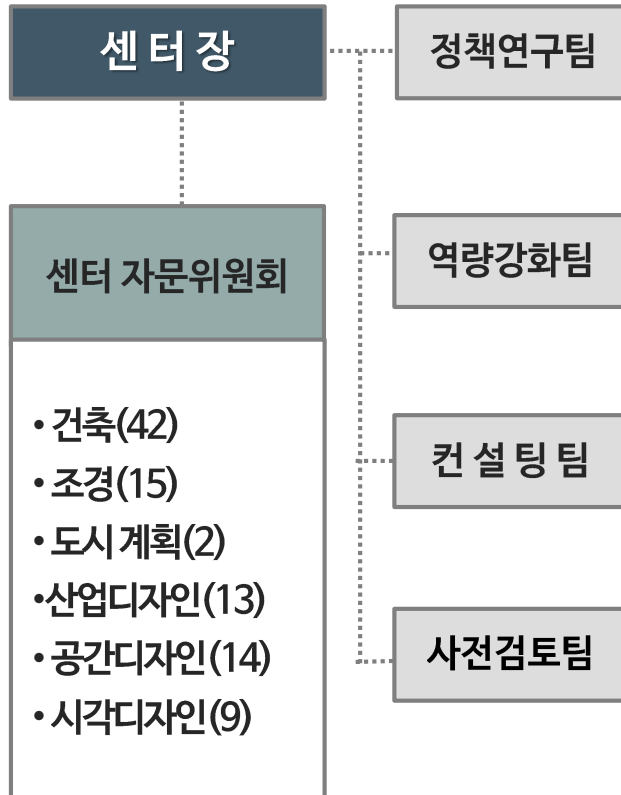 센 터 장
정책연구팀
센터 자문위원회
역량강화팀
• 건축(42)
• 조경(15)
• 도시 계획(2)
•산업디자인(13)
• 공간디자인(14)
• 시각디자인(9)
컨 설 팅 팀
사전검토팀